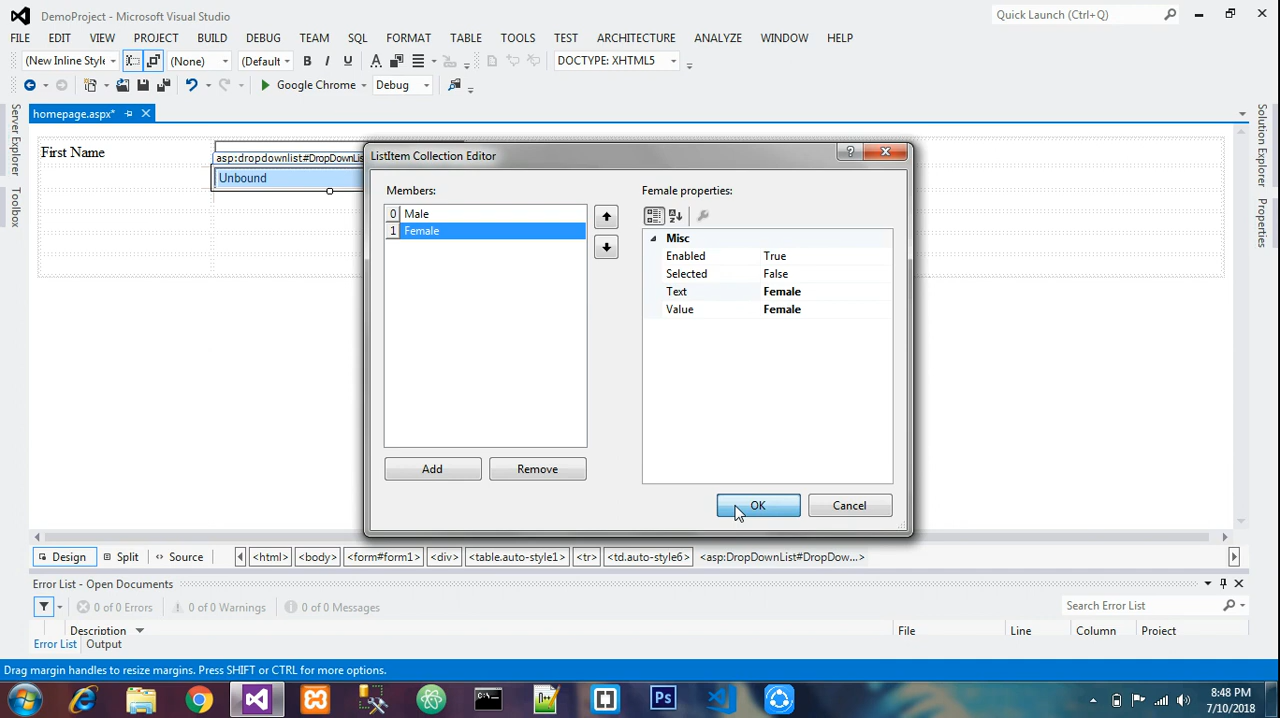 DemoProject - Microsoft Visual Studio
Quick Launch (Ctrl+Q)
FILE EDIT VIEW PROJECT BUILD DEBUG TEAM SQL FORMAT TABLE TOOLS TEST ARCHITECTURE ANALYZE WINDOW HELP
(New Inline Style (None) (Default B I U A DOCTYPE: XHTML5
Google Chrome Debug
homepage.aspx*
Server Explorer
Toolbox
Solution Explorer
Properties
First Name
asp:dropdownlist#DropDownLis
Unbound
ListItem Collection Editor
?
Members:
Female properties:
0 Male
1 Female
Misc
Enabled True
Selected False
Text Female
Value Female
Add Remove
OK Cancel
Design Split Source <html> <body> <form#form1> <div> <table.auto-style1> <tr> <td.auto-style6> <asp:DropDownList#DropDow...>
Error List - Open Documents
0 of 0 Errors 0 of 0 Warnings 0 of 0 Messages
Search Error List
Description File Line Column Project
Error List Output
Drag margin handles to resize margins. Press SHIFT or CTRL for more options.
Ps
8:48 PM
7/10/2018